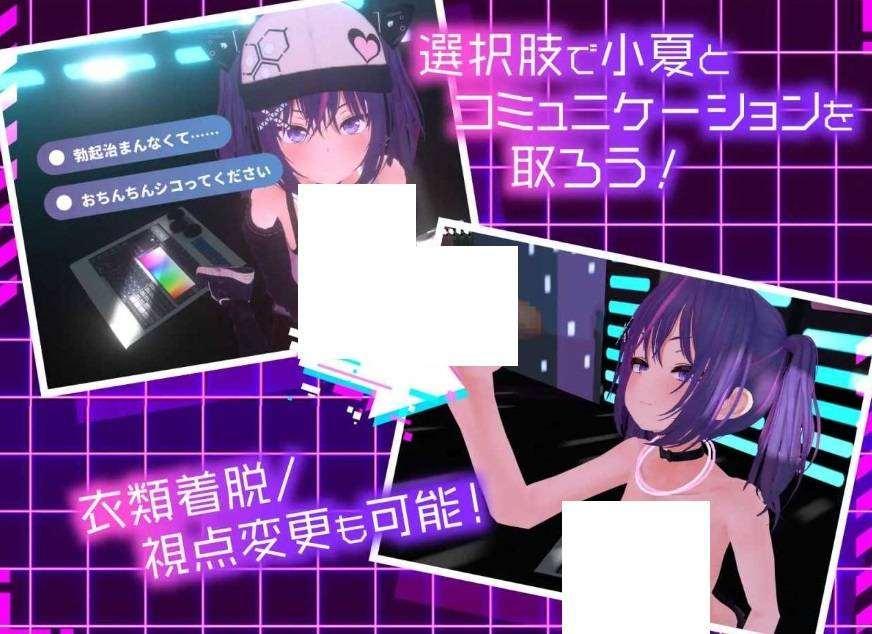 選択肢で小夏と
コミュニケーションを
取ろう!
勃起治まんなくて……
おちんちんシコってください
衣類着脱/
視点変更も可能!